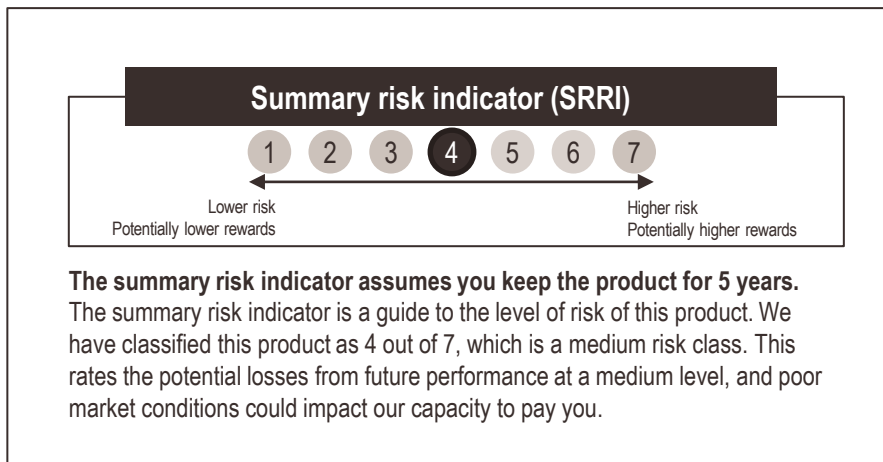 Summary risk indicator (SRRI)
1 2 3 4 5 6 7
Lower risk
Potentially lower rewards
Higher risk
Potentially higher rewards
The summary risk indicator assumes you keep the product for 5 years.
The summary risk indicator is a guide to the level of risk of this product. We
have classified this product as 4 out of 7, which is a medium risk class. This
rates the potential losses from future performance at a medium level, and poor
market conditions could impact our capacity to pay you.